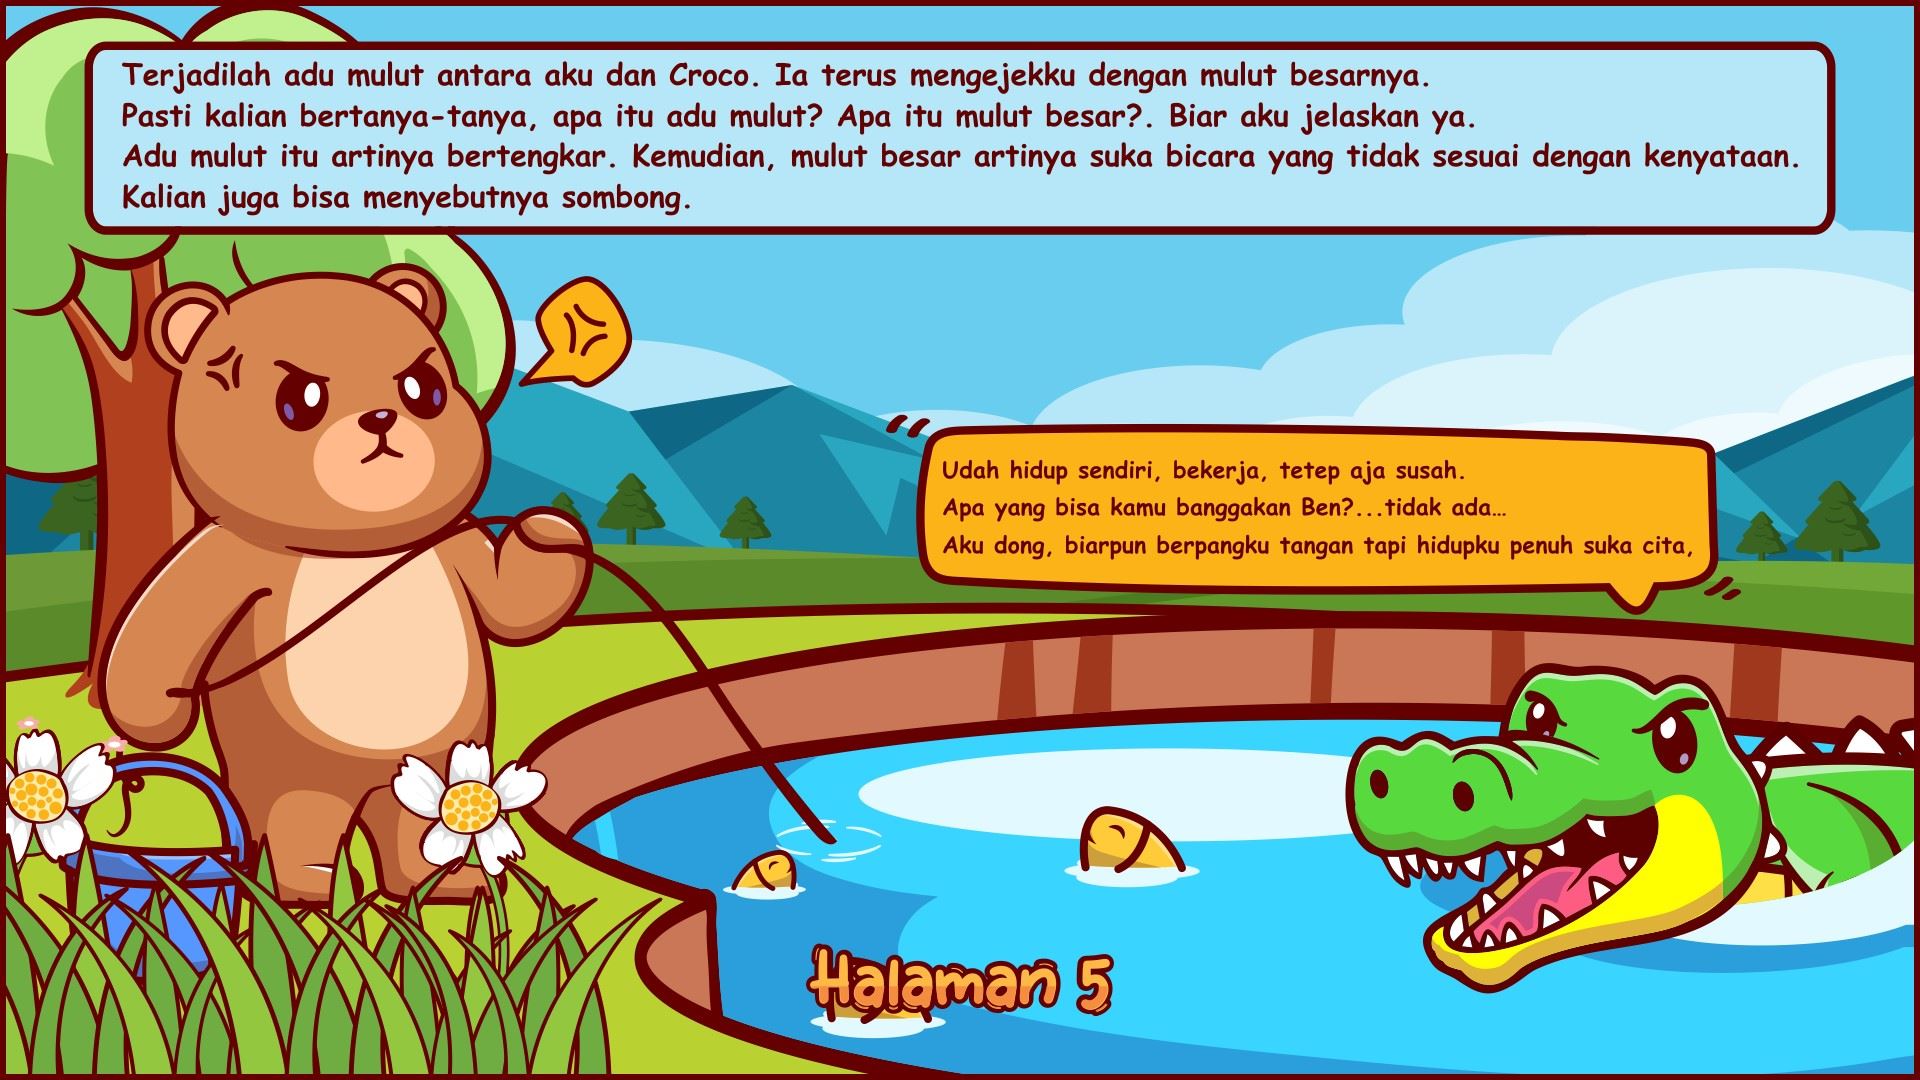 Terjadilah adu mulut antara aku dan Croco. Ia terus mengejekku dengan mulut besarnya.
Pasti kalian bertanya-tanya, apa itu adu mulut? Apa itu mulut besar?. Biar aku jelaskan ya.
Adu mulut itu artinya bertengkar. Kemudian, mulut besar artinya suka bicara yang tidak sesuai dengan kenyataan.
Kalian juga bisa menyebutnya sombong.
Udah hidup sendiri, bekerja, tetep aja susah.
Apa yang bisa kamu banggakan Ben?...tidak ada...
Aku dong, biarpun berpangku tangan tapi hidupku penuh suka cita,
Halaman 5